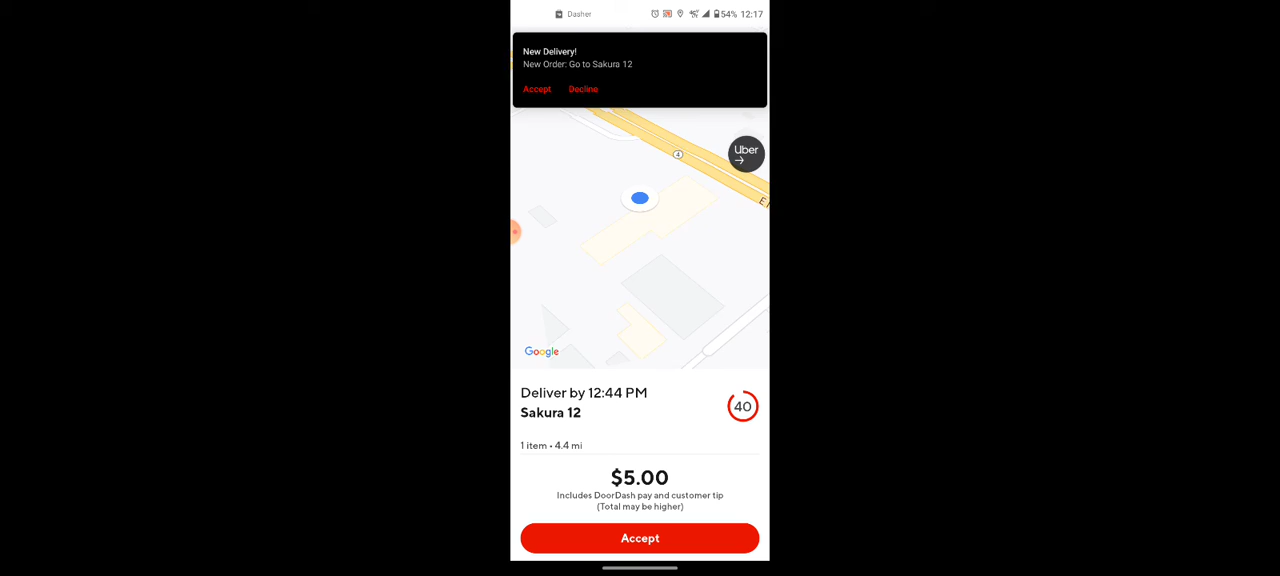 Dasher
54% 12:17
New Delivery!
New Order: Go to Sakura 12
Accept Decline
Uber
4
Google
Deliver by 12:44 PM
Sakura 12
40
1 item • 4.4 mi
$5.00
Includes DoorDash pay and customer tip
(Total may be higher)
Accept